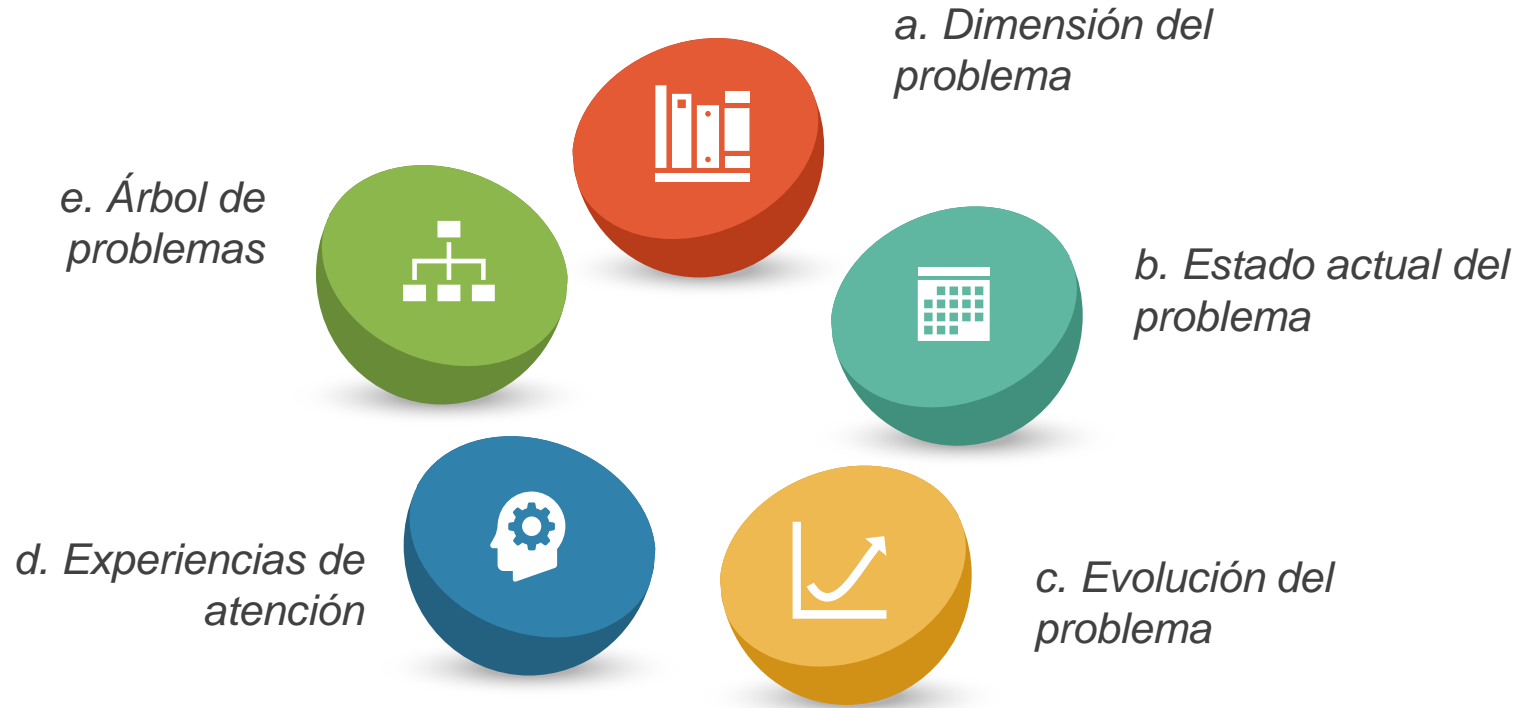 a. Dimensión del
problema
b. Estado actual del
problema
c. Evolución del
problema
d. Experiencias de
atención
e. Árbol de
problemas